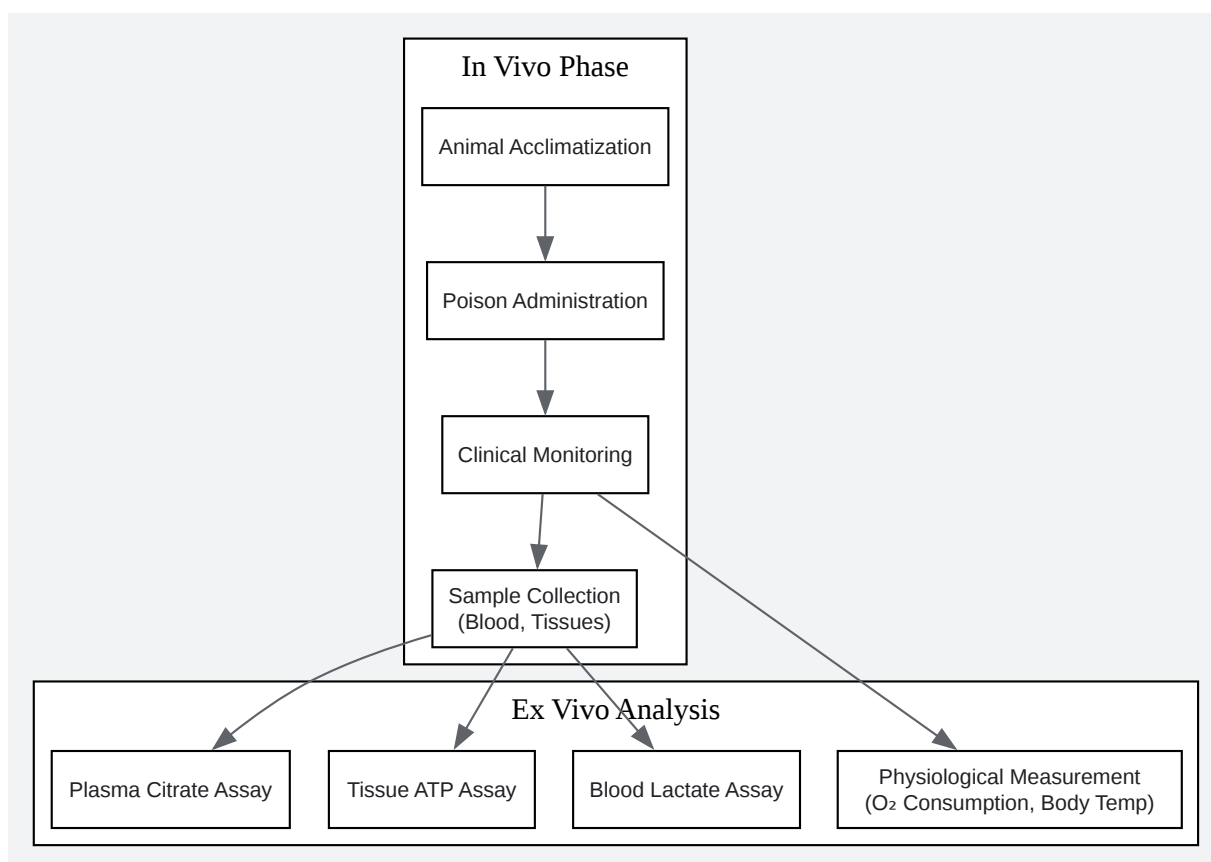 In Vivo Phase
Animal Acclimatization
Poison Administration
Clinical Monitoring
Sample Collection
(Blood, Tissues)
Ex Vivo Analysis
Plasma Citrate Assay
Tissue ATP Assay
Blood Lactate Assay
Physiological Measurement
(O₂ Consumption, Body Temp)